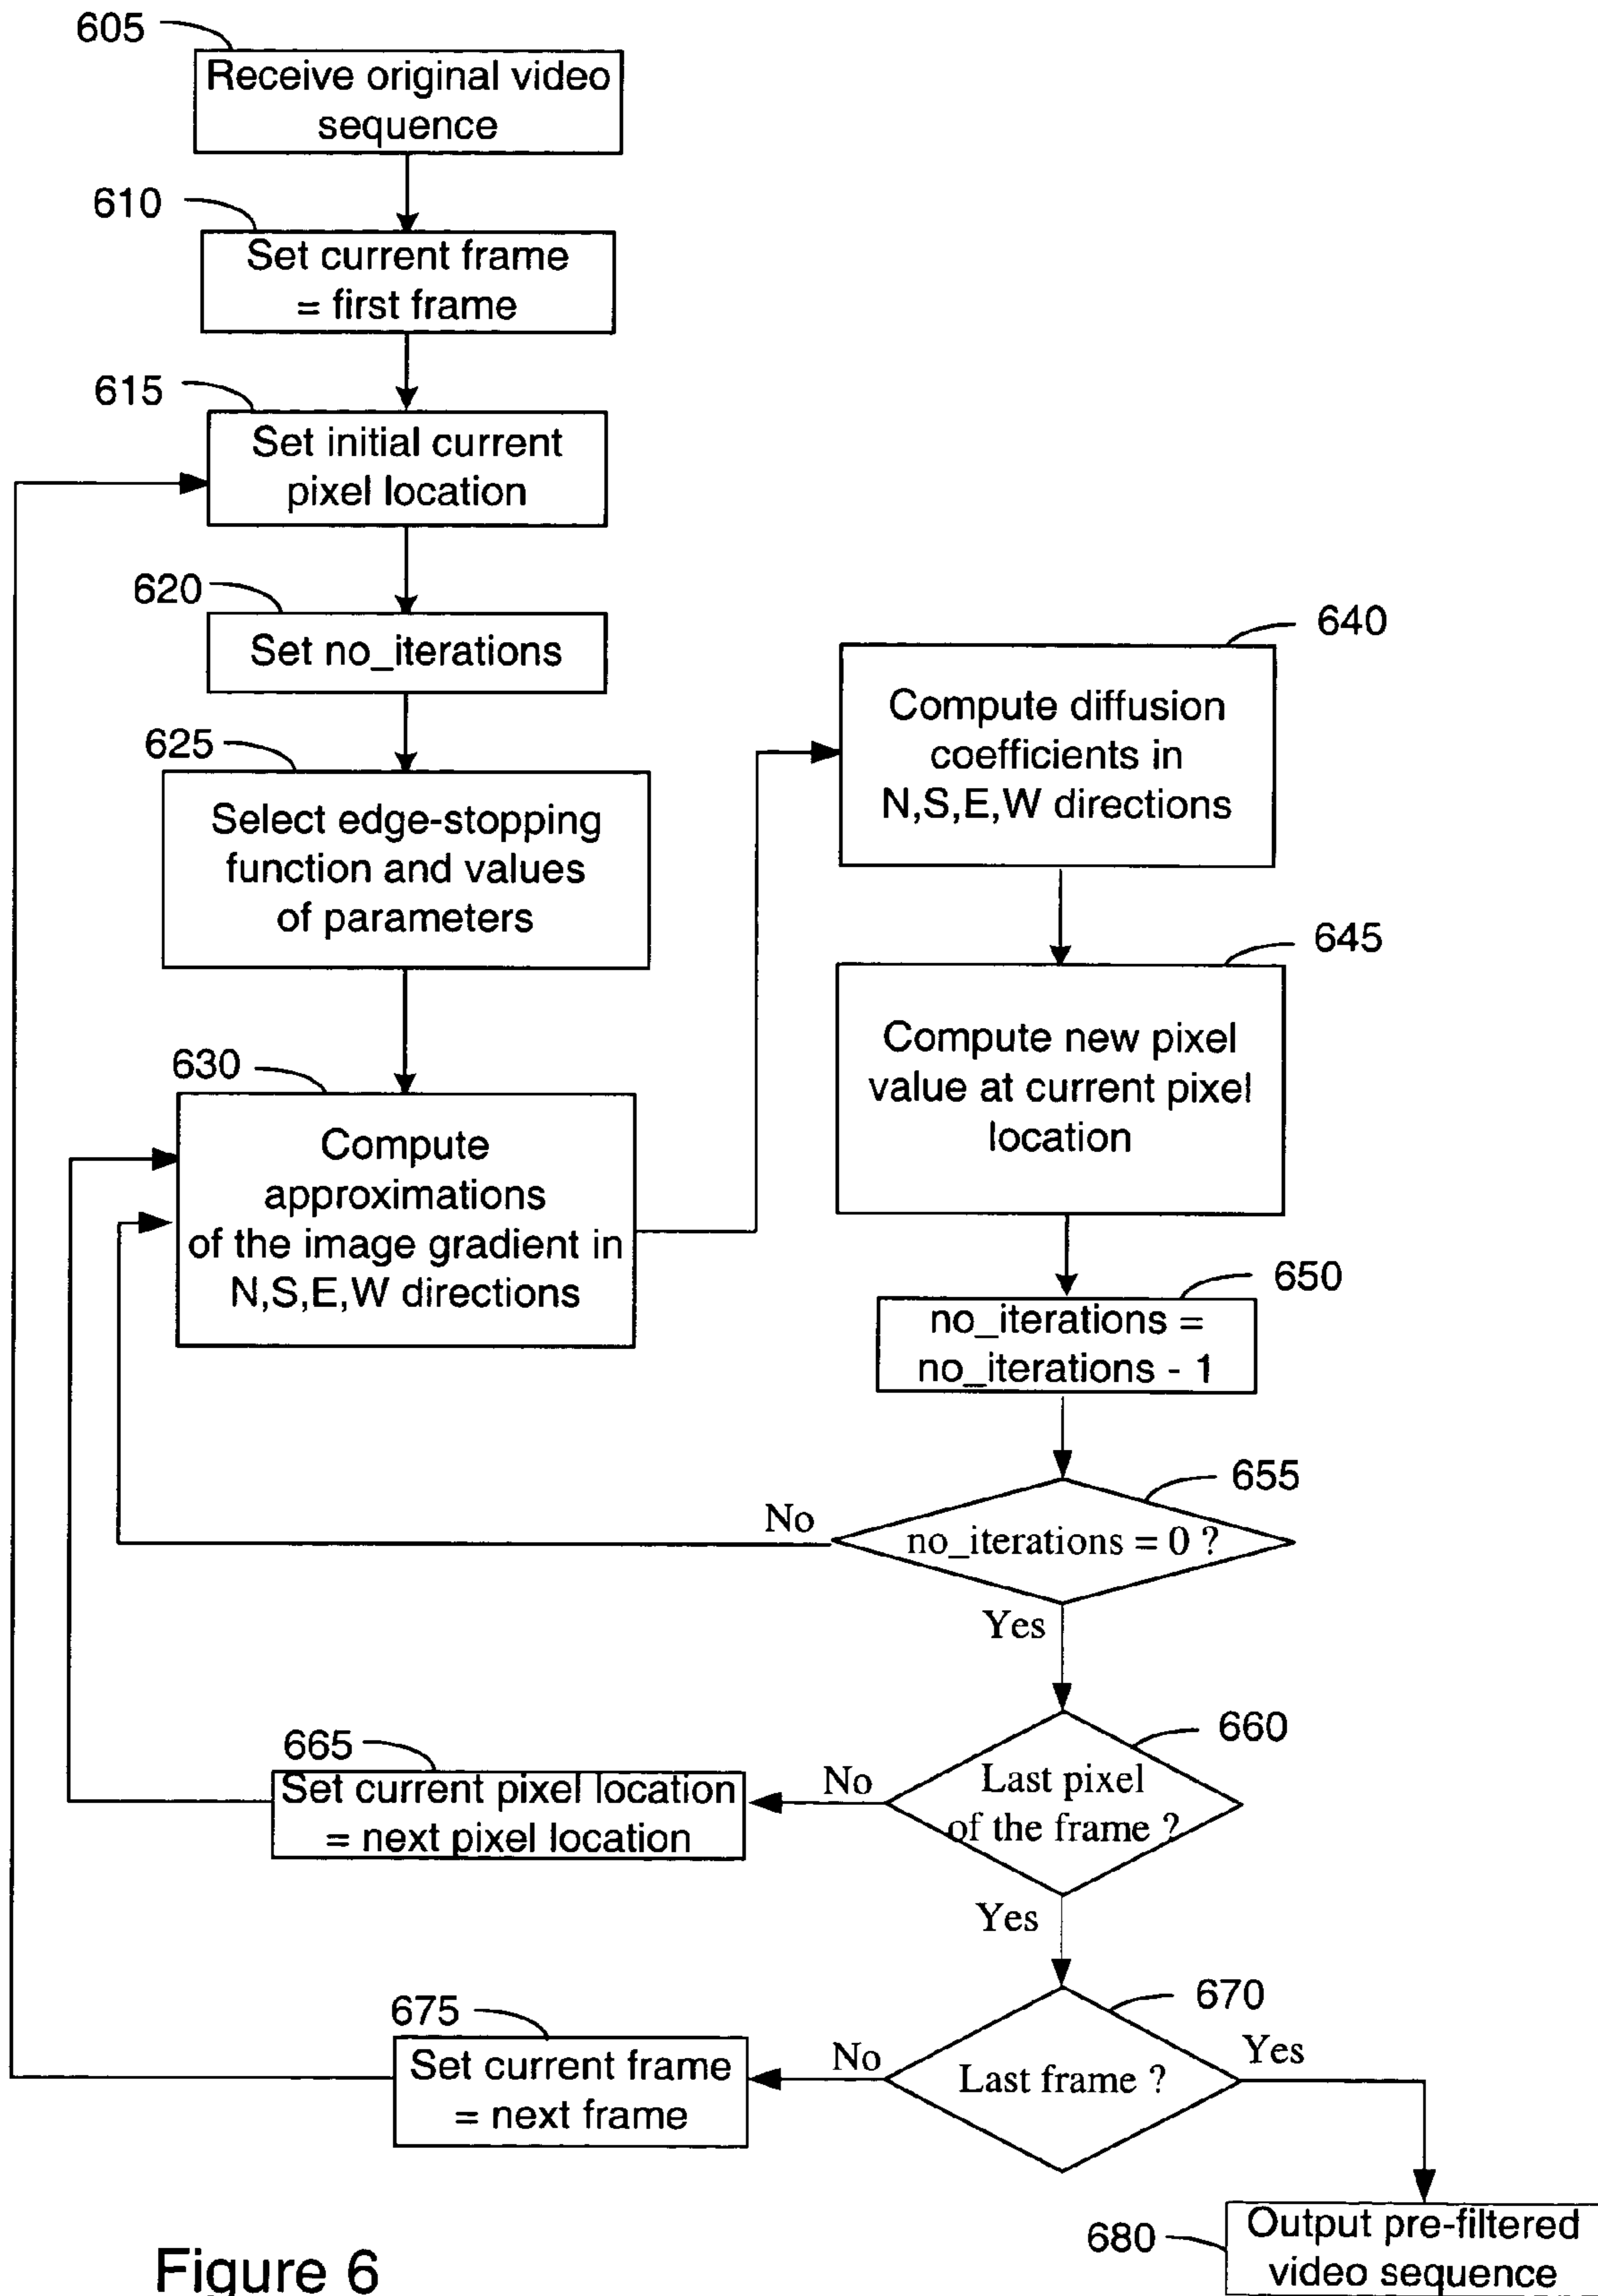 605
Receive original video
sequence
610
Set current frame
= first frame
615
Set initial current
pixel location
620
Set no_iterations
625
Select edge-stopping
function and values
of parameters
630
Compute
approximations
of the image gradient in
N,S,E,W directions
640
Compute diffusion
coefficients in
N,S,E,W directions
645
Compute new pixel
value at current pixel
location
650
no_iterations =
no_iterations - 1
655
no_iterations = 0 ?
No
Yes
660
Last pixel
of the frame ?
No
665
Set current pixel location
= next pixel location
Yes
670
Last frame ?
No
Yes
675
Set current frame
= next frame
680
Output pre-filtered
video sequence
Figure 6